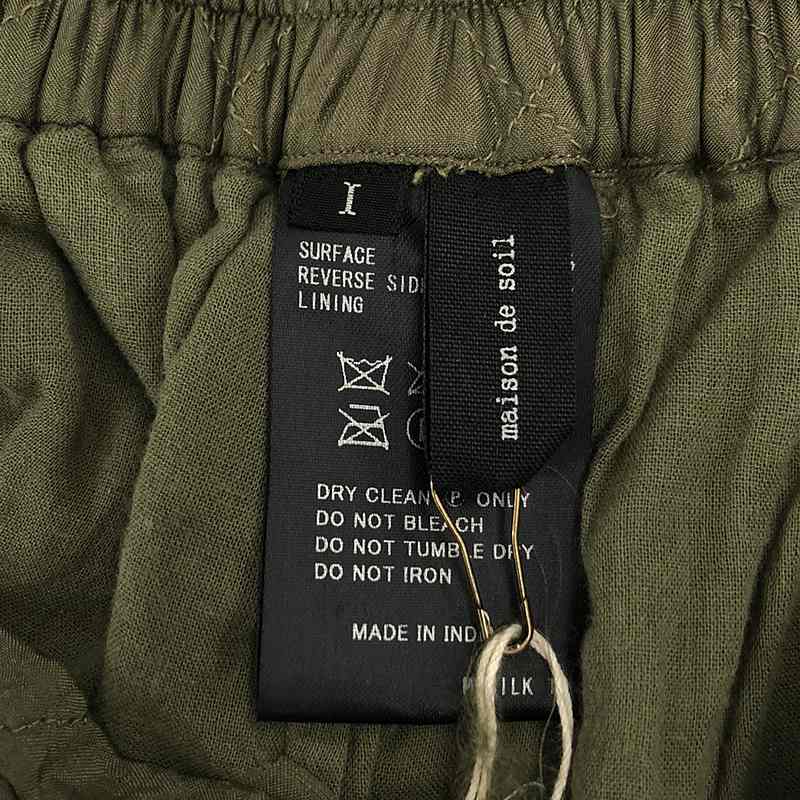 I
SURFACE
REVERSE SID
LINING
maison de soil
DRY CLEAN Ⓟ ONLY
DO NOT BLEACH
DO NOT TUMBLE DRY
DO NOT IRON
MADE IN IND